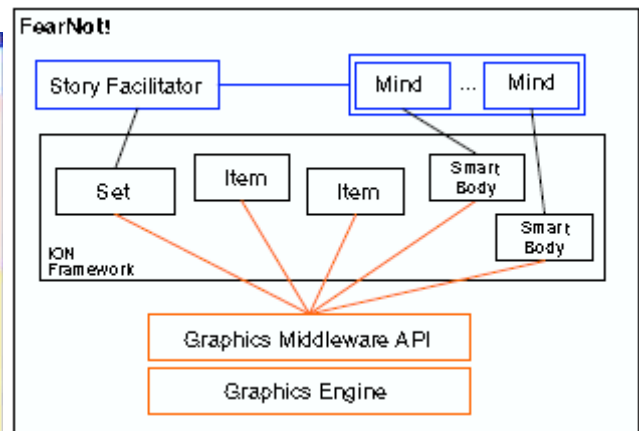 FearNot!
Story Facilitator
Mind ... Mind
Set
Item
Item
Smart
Body
Smart
Body
ION
Framework
Graphics Middleware API
Graphics Engine